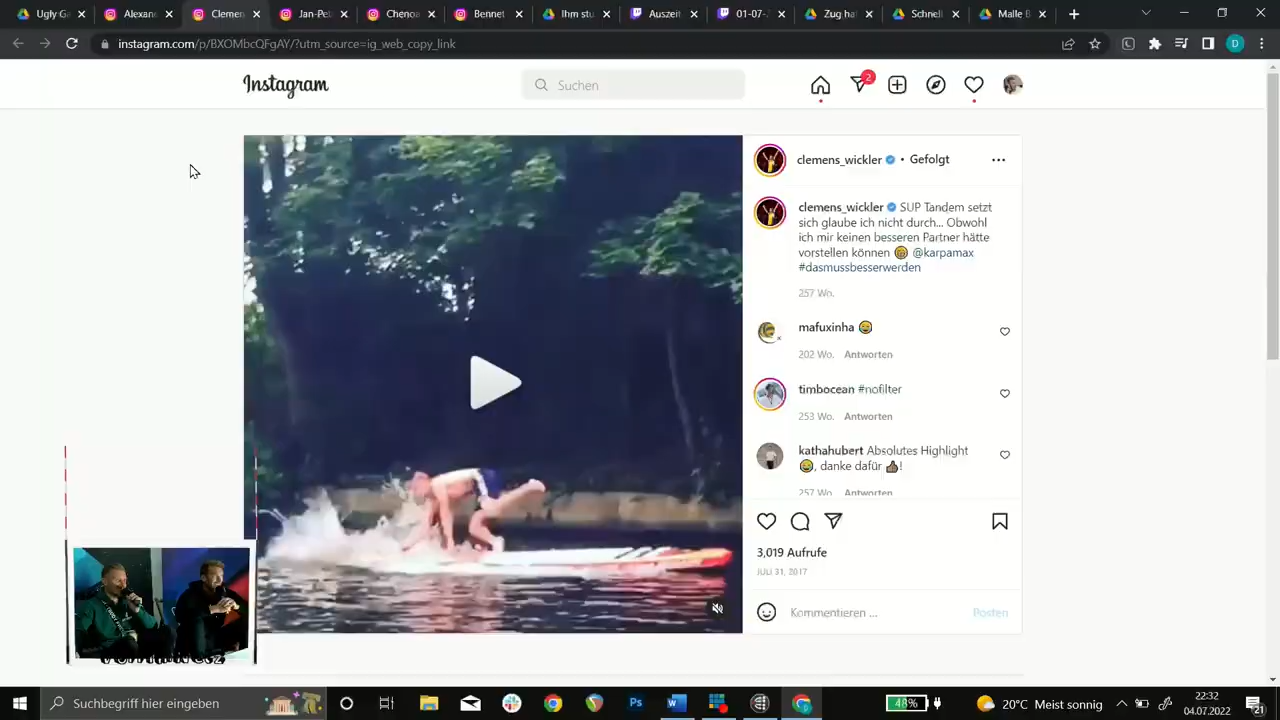 Ugly Ga
Alexan
Clemen
Jan-Pe
Chenoa
Bennet
Ihm stu
Auszeit
01-07-
Zug hat
Schnell
Malle B
instagram.com/p/BXOMbcQFgAY/?utm_source=ig_web_copy_link
D
Instagram
Suchen
2
clemens_wickler • Gefolgt
clemens_wickler SUP Tandem setzt
sich glaube ich nicht durch... Obwohl
ich mir keinen besseren Partner hätte
vorstellen können 😁 @karpamax
#dasmussbesserwerden
257 Wo.
mafuxinha 😂
202 Wo. Antworten
timbocean #nofilter
253 Wo. Antworten
kathahubert Absolutes Highlight
😂, danke dafür 👍🏾!
257 Wo. Antworten
3,019 Aufrufe
JULI 31, 2017
Kommentieren ...
Posten
Suchbegriff hier eingeben
Ps
W
48%
20°C Meist sonnig
22:32
04.07.2022
21